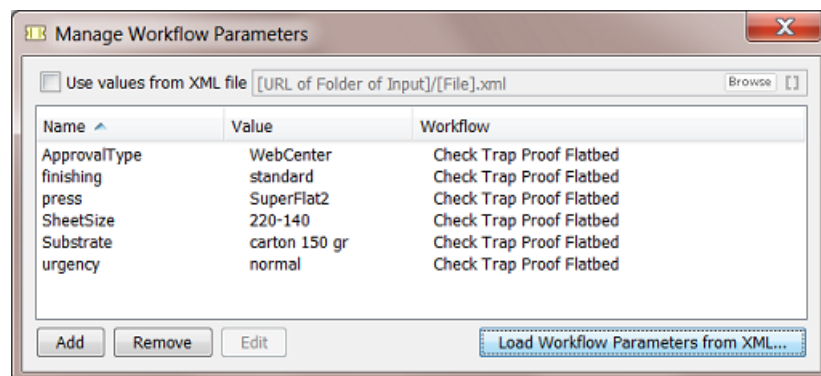 Manage Workflow Parameters
X
Use values from XML file [URL of Folder of Input]/[File].xml Browse []
Name Value Workflow
ApprovalType WebCenter Check Trap Proof Flatbed
finishing standard Check Trap Proof Flatbed
press SuperFlat2 Check Trap Proof Flatbed
SheetSize 220-140 Check Trap Proof Flatbed
Substrate carton 150 gr Check Trap Proof Flatbed
urgency normal Check Trap Proof Flatbed
Add Remove Edit Load Workflow Parameters from XML...